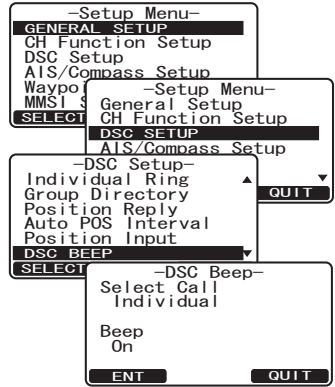 –Setup Menu–
GENERAL SETUP
CH Function Setup
DSC Setup
AIS/Compass Setup
Waypoi
MMSI S
SELECT
–Setup Menu–
General Setup
CH Function Setup
DSC SETUP
AIS/Compass Setup
QUIT
–DSC Setup–
Individual Ring
Group Directory
Position Reply
Auto POS Interval
Position Input
DSC BEEP
SELECT
–DSC Beep–
Select Call
Individual
Beep
On
ENT QUIT